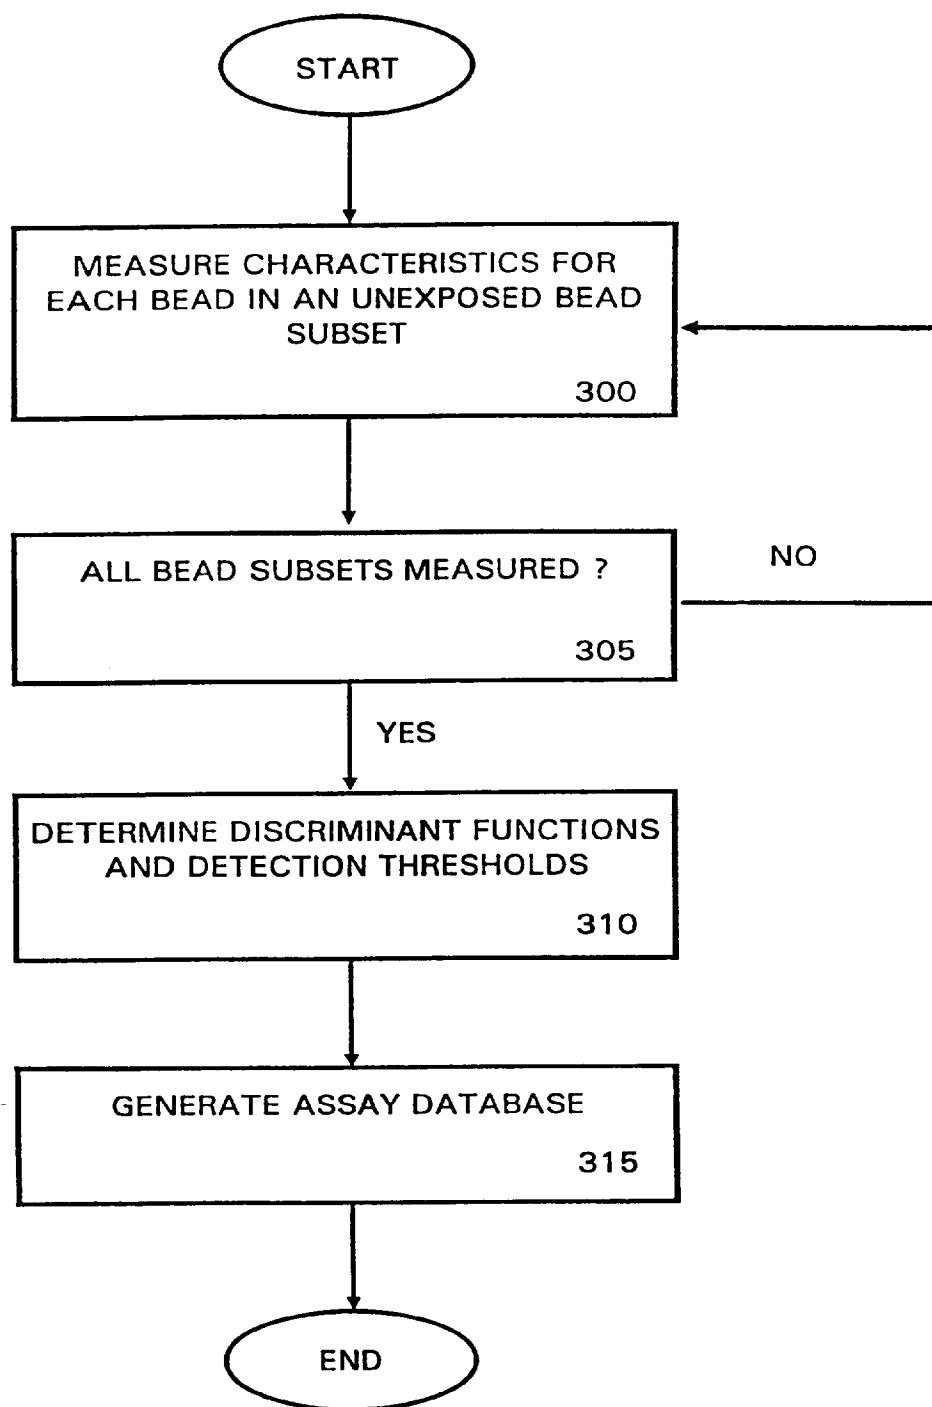 START
MEASURE CHARACTERISTICS FOR
EACH BEAD IN AN UNEXPOSED BEAD
SUBSET
300
ALL BEAD SUBSETS MEASURED ?
NO
305
YES
DETERMINE DISCRIMINANT FUNCTIONS
AND DETECTION THRESHOLDS
310
GENERATE ASSAY DATABASE
315
END